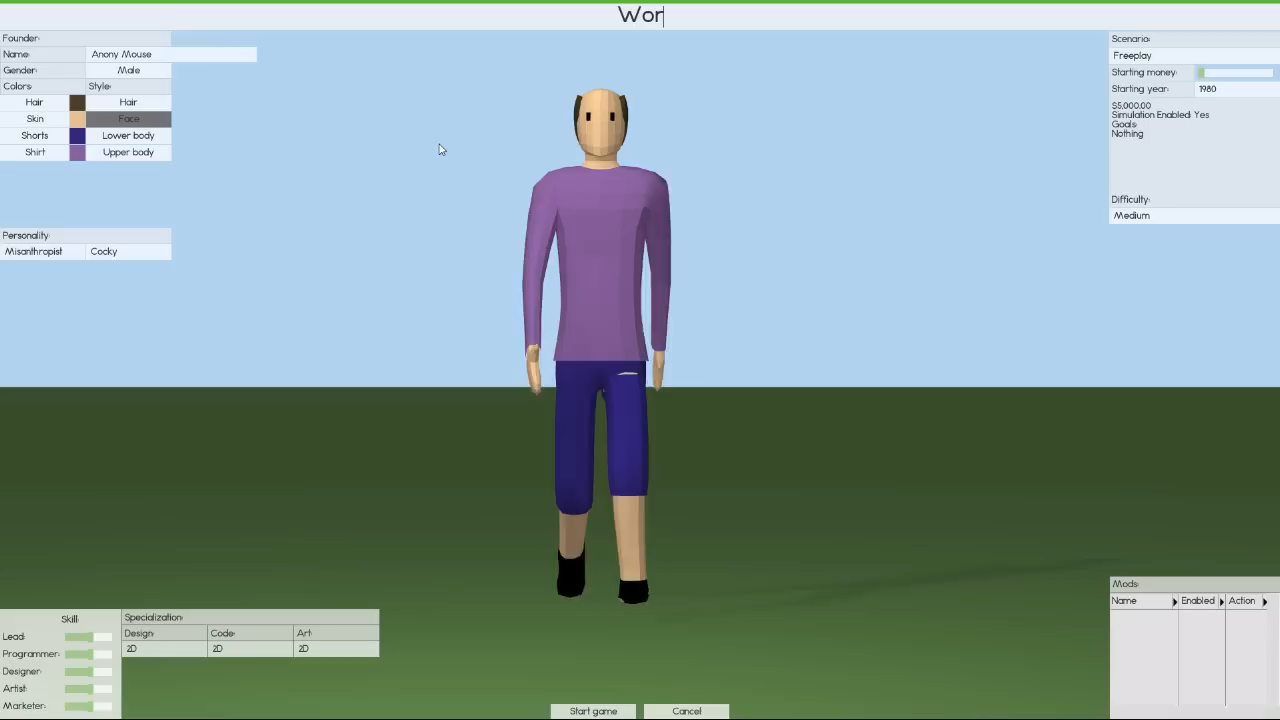 Wor
Founder:
Name: Anony Mouse
Gender: Male
Colors: Style:
Hair Hair
Skin Face
Shorts Lower body
Shirt Upper body
Personality:
Misanthropist Cocky
Scenario:
Freeplay
Starting money:
Starting year: 1980
$5,000.00
Simulation Enabled: Yes
Goals:
Nothing
Difficulty:
Medium
Skill:
Lead:
Programmer:
Designer:
Artist:
Marketer:
Specialization:
Design: Code: Art:
2D 2D 2D
Start game Cancel
Mods:
Name Enabled Action